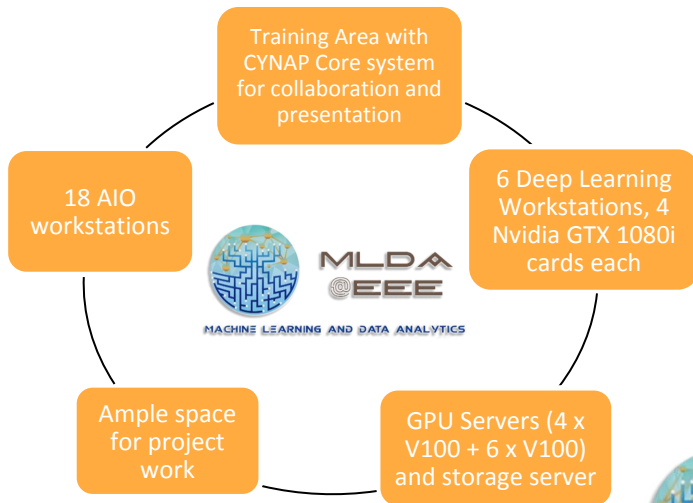 Training Area with
CYNAP Core system
for collaboration and
presentation
18 AIO
workstations
6 Deep Learning
Workstations, 4
Nvidia GTX 1080i
cards each
MLDA
@EEE
MACHINE LEARNING AND DATA ANALYTICS
Ample space
for project
work
GPU Servers (4 x
V100 + 6 x V100)
and storage server